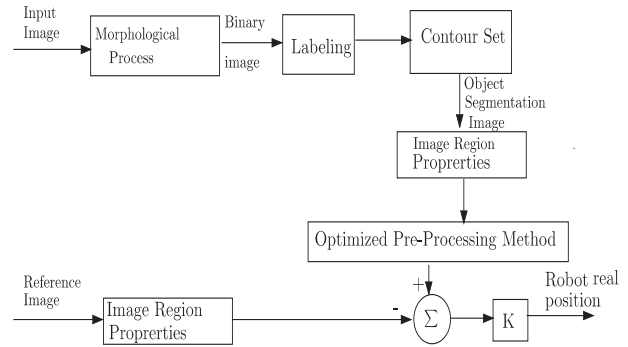 Input
Image
Morphological
Process
Binary
image
Labeling
Contour Set
Object
Segmentation
Image
Image Region
Proprerties
Optimized Pre-Processing Method
+
Reference
Image
Image Region
Proprerties
-
Σ
K
Robot real
position